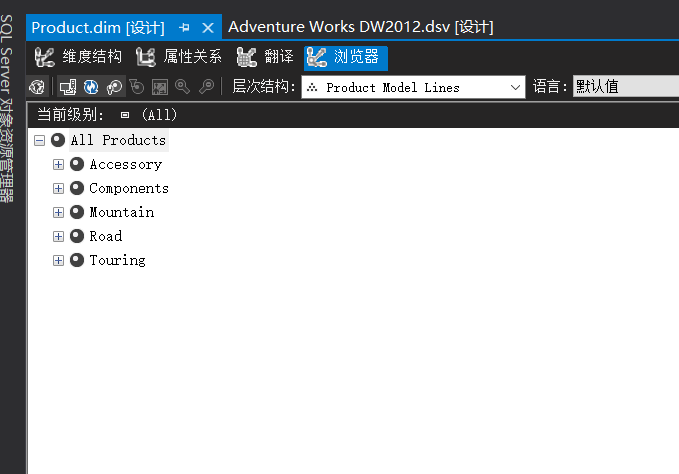 SQL Server 对象资源管理器
Product.dim [设计] Adventure Works DW2012.dsv [设计]
维度结构 属性关系 翻译 浏览器
层次结构: Product Model Lines 语言: 默认值
当前级别: (All)
All Products
Accessory
Components
Mountain
Road
Touring